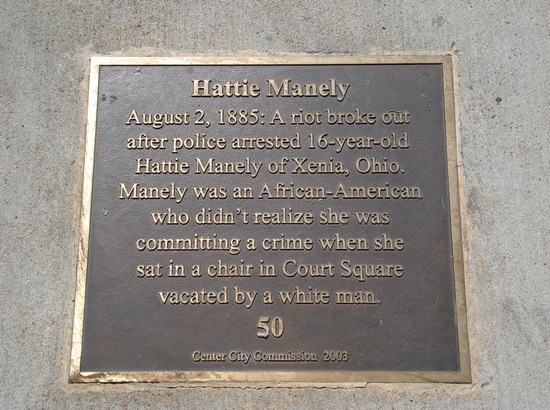 Hattie Manely
August 2, 1885: A riot broke out
after police arrested 16-year-old
Hattie Manely of Xenia, Ohio.
Manely was an African-American
who didn't realize she was
committing a crime when she
sat in a chair in Court Square
vacated by a white man.
50
Center City Commission 2003